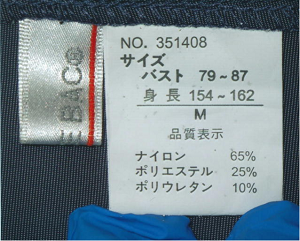 NO. 351408
サイズ
バスト 79~87
身長 154~162
M
品質表示
ナイロン 65%
ポリエステル 25%
ポリウレタン 10%